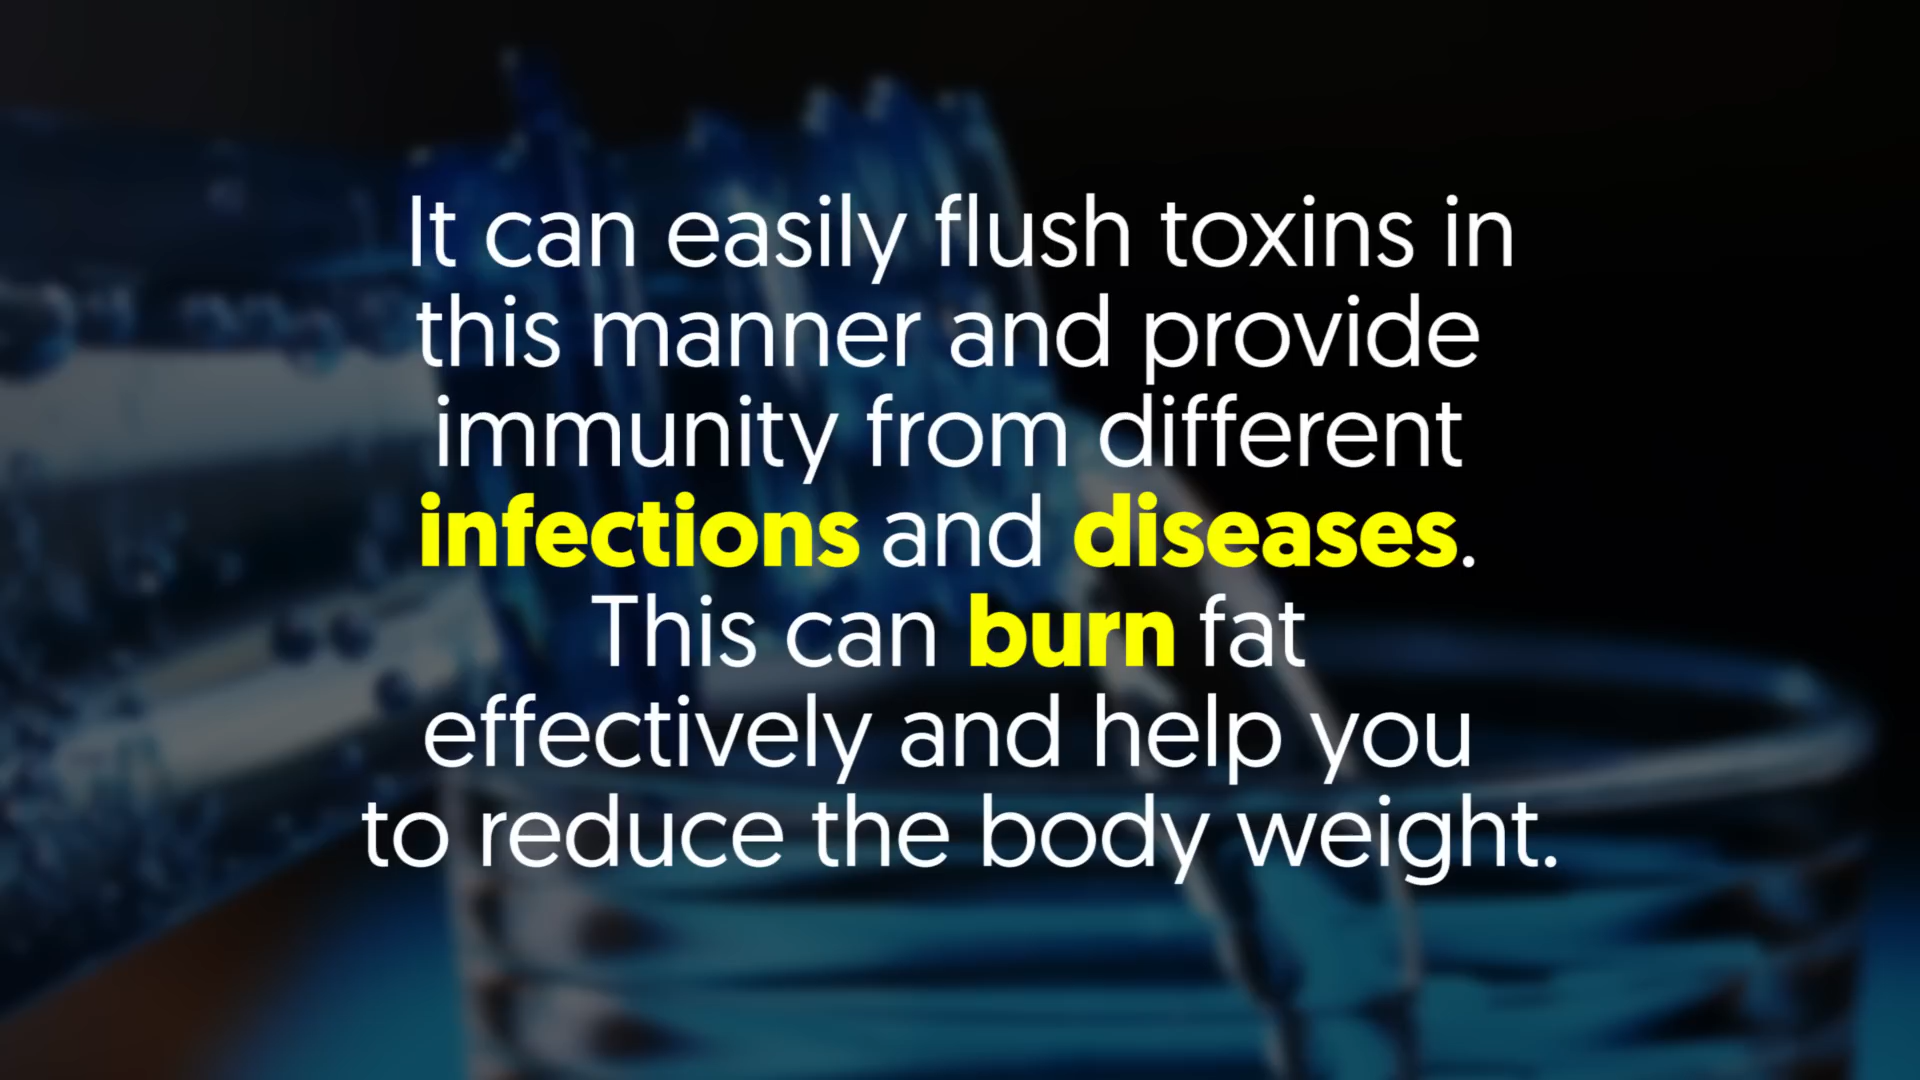 It can easily flush toxins in
this manner and provide
immunity from different
infections and diseases.
This can burn fat
effectively and help you
to reduce the body weight.